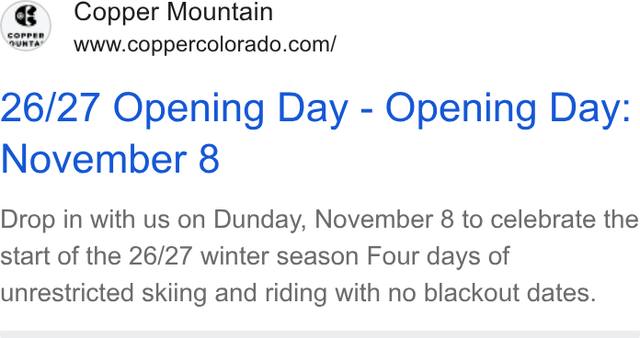 Copper Mountain
COPPER
www.coppercolorado.com/
26/27 Opening Day - Opening Day:
November 8
Drop in with us on Dunday, November 8 to celebrate the
start of the 26/27 winter season Four days of
unrestricted skiing and riding with no blackout dates.